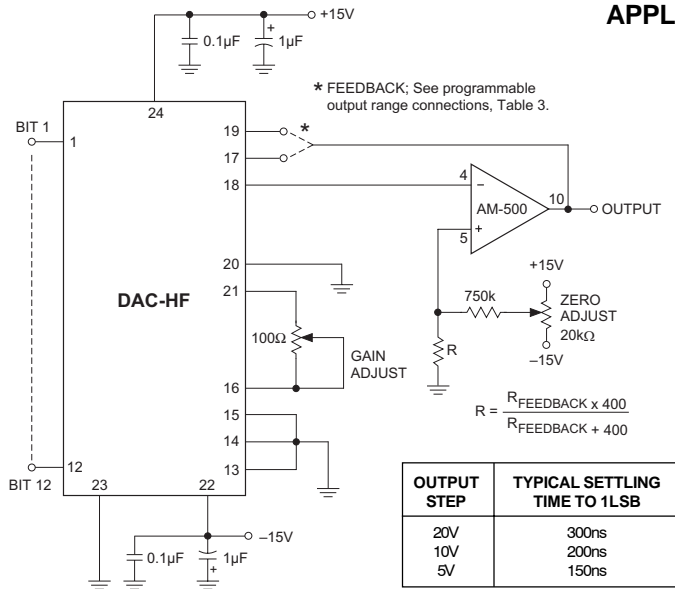 APPL
+15V
0.1µF
+
1µF
* FEEDBACK; See programmable
output range connections, Table 3.
24
BIT 1
1
19
*
17
18
4
–
AM-500
10
OUTPUT
5
+
20
DAC-HF
21
+15V
750k
ZERO
ADJUST
20kΩ
–15V
100Ω
GAIN
ADJUST
R
16
R = RFEEDBACK x 400
RFEEDBACK + 400
15
14
13
12
BIT 12
23
22
–15V
0.1µF
1µF
+
OUTPUT STEP TYPICAL SETTLING TIME TO 1LSB
20V 300ns
10V 200ns
5V 150ns